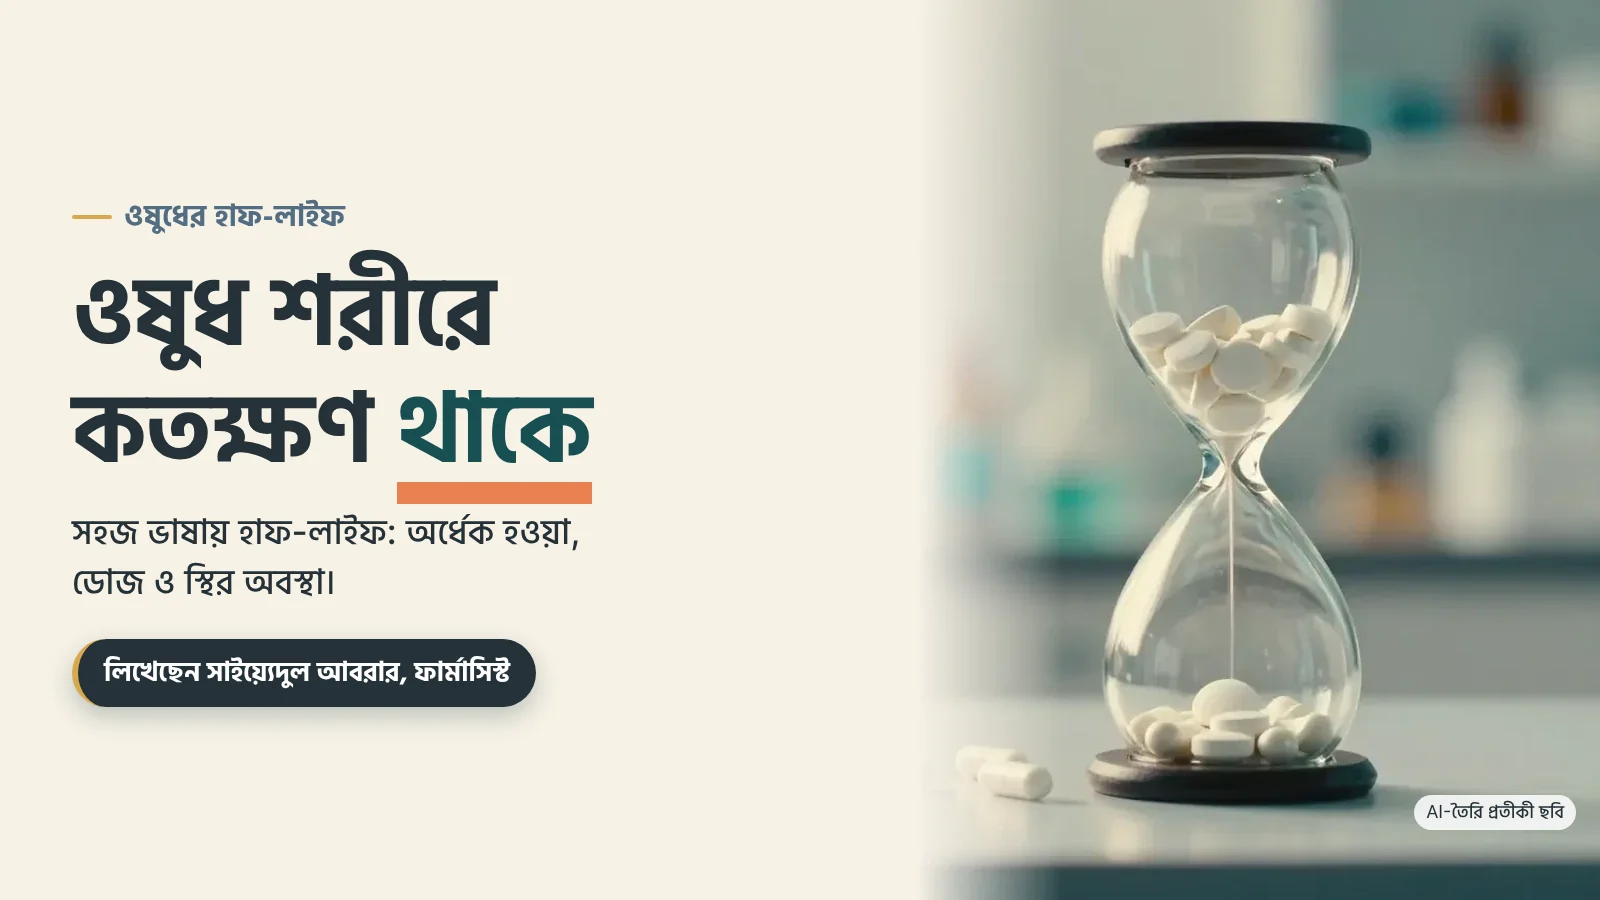 ওষুধের হাফ-লাইফ
ওষুধ শরীরে
কতক্ষণ থাকে
সহজ ভাষায় হাফ-লাইফ: অর্ধেক হওয়া,
ডোজ ও স্থির অবস্থা।
লিখেছেন সাইয়্যেদুল আবরার, ফার্মাসিস্ট
AI-তৈরি প্রতীকী ছবি